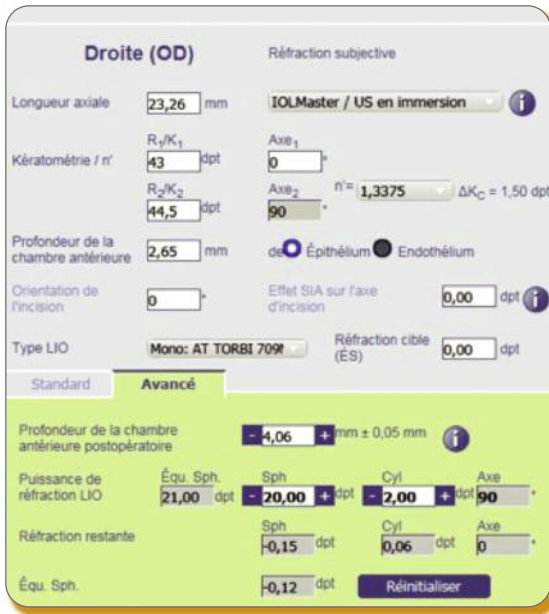 Droite (OD) Réfraction subjective
Longueur axiale 23,26 mm IOLMaster / US en immersion i
R1/K1 Axe1
Kératométrie / n' 43 dpt 0 °
R2/K2 Axe2 n'= 1,3375 ΔKC = 1,50 dpt
44,5 dpt 90 °
Profondeur de la
chambre antérieure 2,65 mm de Épithélium Endothélium
Orientation de
l'incision 0 ° Effet SIA sur l'axe
d'incision 0,00 dpt i
Type LIO Mono: AT TORBI 709M Réfraction cible
(ÉS) 0,00 dpt
Standard Avancé
Profondeur de la chambre
antérieure postopératoire - 4,06 + mm ± 0,05 mm i
Équ. Sph. Sph Cyl Axe
Puissance de
réfraction LIO 21,00 dpt - 20,00 + dpt - 2,00 + dpt 90 °
Sph Cyl Axe
Réfraction restante -0,15 dpt 0,06 dpt 0 °
Équ. Sph. -0,12 dpt Réinitialiser